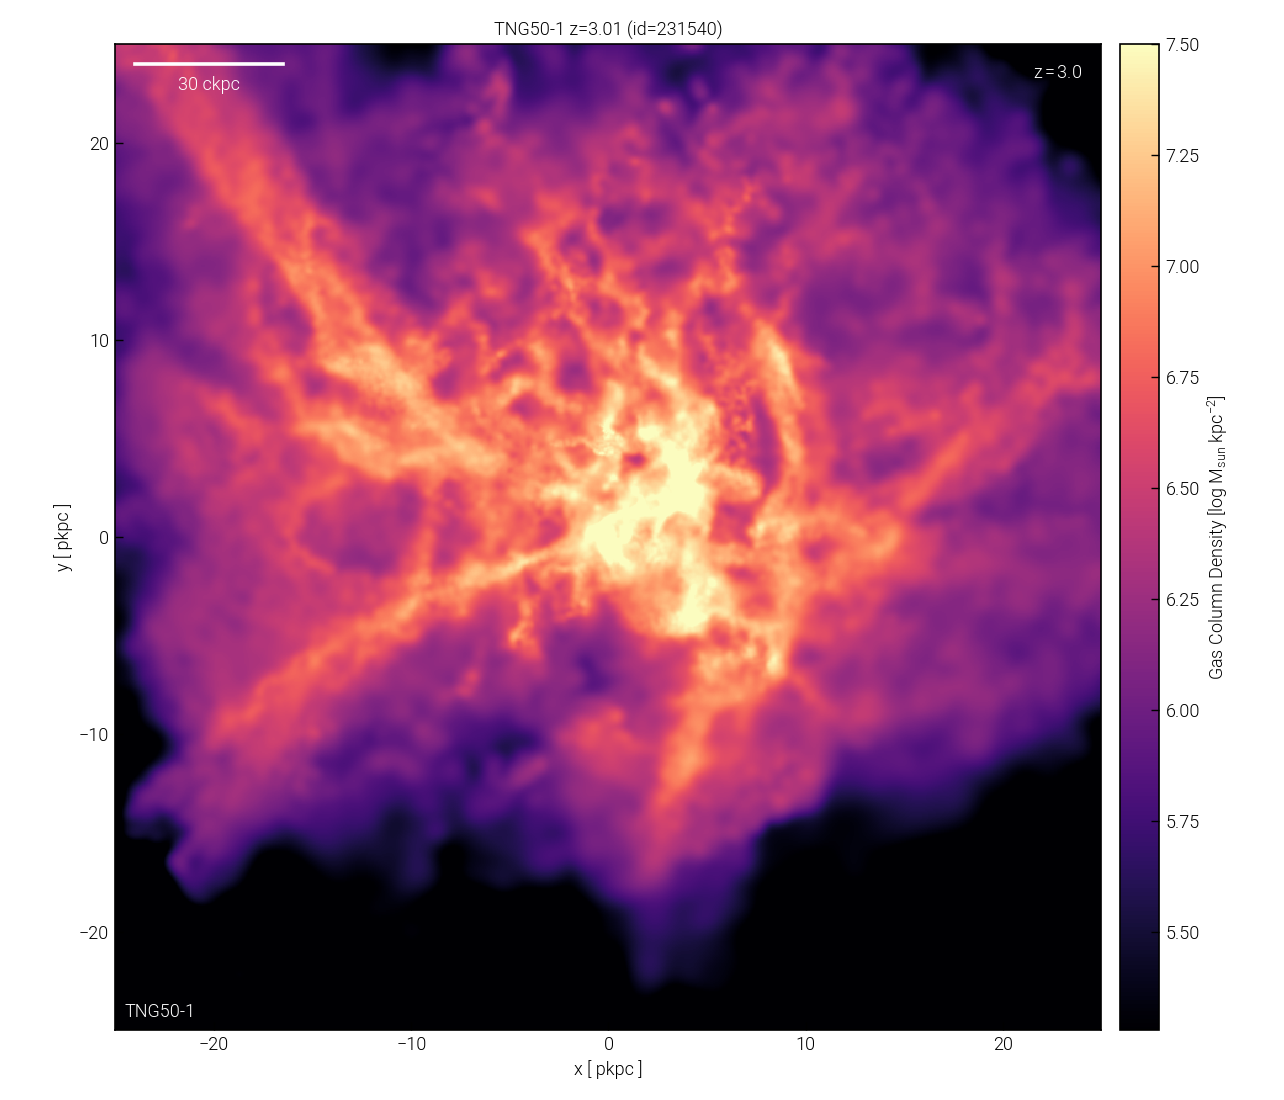 TNG50-1 z=3.01 (id=231540)
30 ckpc
z=3.0
TNG50-1
20
10
0
−10
−20
y [ pkpc ]
−20
−10
0
10
20
x [ pkpc ]
7.50
7.25
7.00
6.75
6.50
6.25
6.00
5.75
5.50
Gas Column Density [log M_sun kpc⁻²]